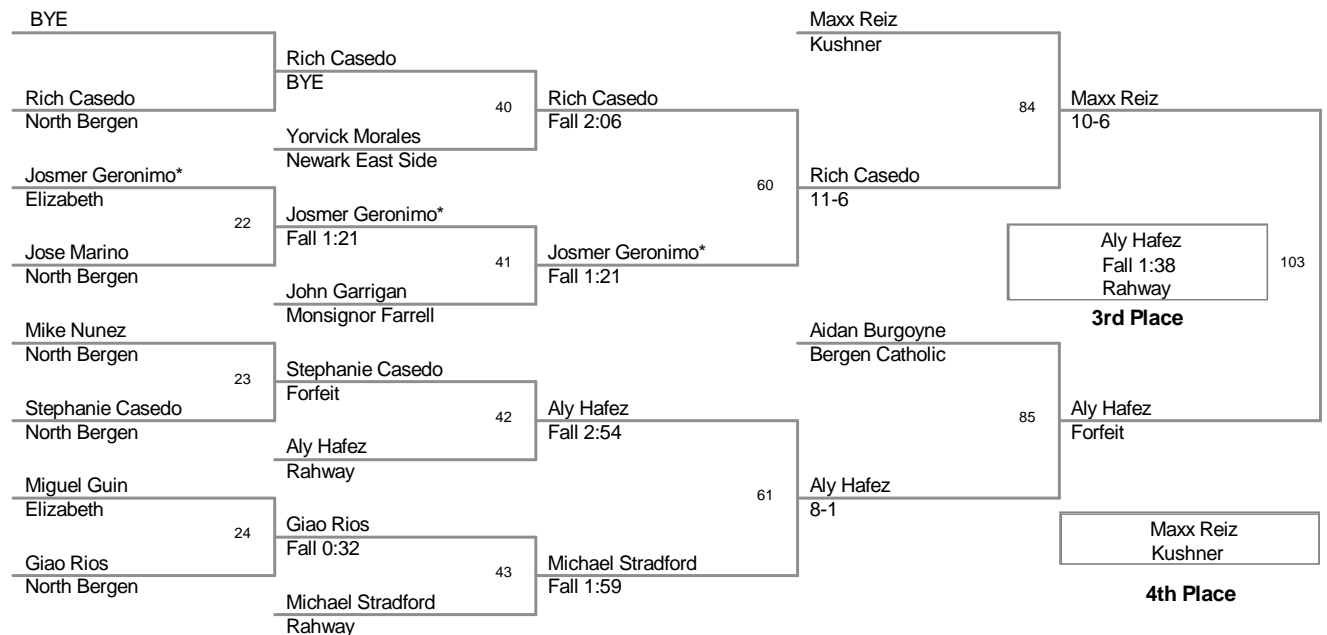 BYE
Rich Casedo
North Bergen
Josmer Geronimo*
Elizabeth
22
Jose Marino
North Bergen
Mike Nunez
North Bergen
23
Stephanie Casedo
North Bergen
Miguel Guin
Elizabeth
24
Giao Rios
North Bergen
Rich Casedo
BYE
40
Yorvick Morales
Newark East Side
Josmer Geronimo*
Fall 1:21
41
John Garrigan
Monsignor Farrell
Stephanie Casedo
Forfeit
42
Aly Hafez
Rahway
Giao Rios
Fall 0:32
43
Michael Stradford
Rahway
Rich Casedo
Fall 2:06
60
Josmer Geronimo*
Fall 1:21
Aly Hafez
Fall 2:54
61
Michael Stradford
Fall 1:59
Maxx Reiz
Kushner
84
Rich Casedo
11-6
Aidan Burgoyne
Bergen Catholic
85
Aly Hafez
8-1
Maxx Reiz
10-6
Aly Hafez
Fall 1:38
Rahway
103
3rd Place
Aly Hafez
Forfeit
Maxx Reiz
Kushner
4th Place